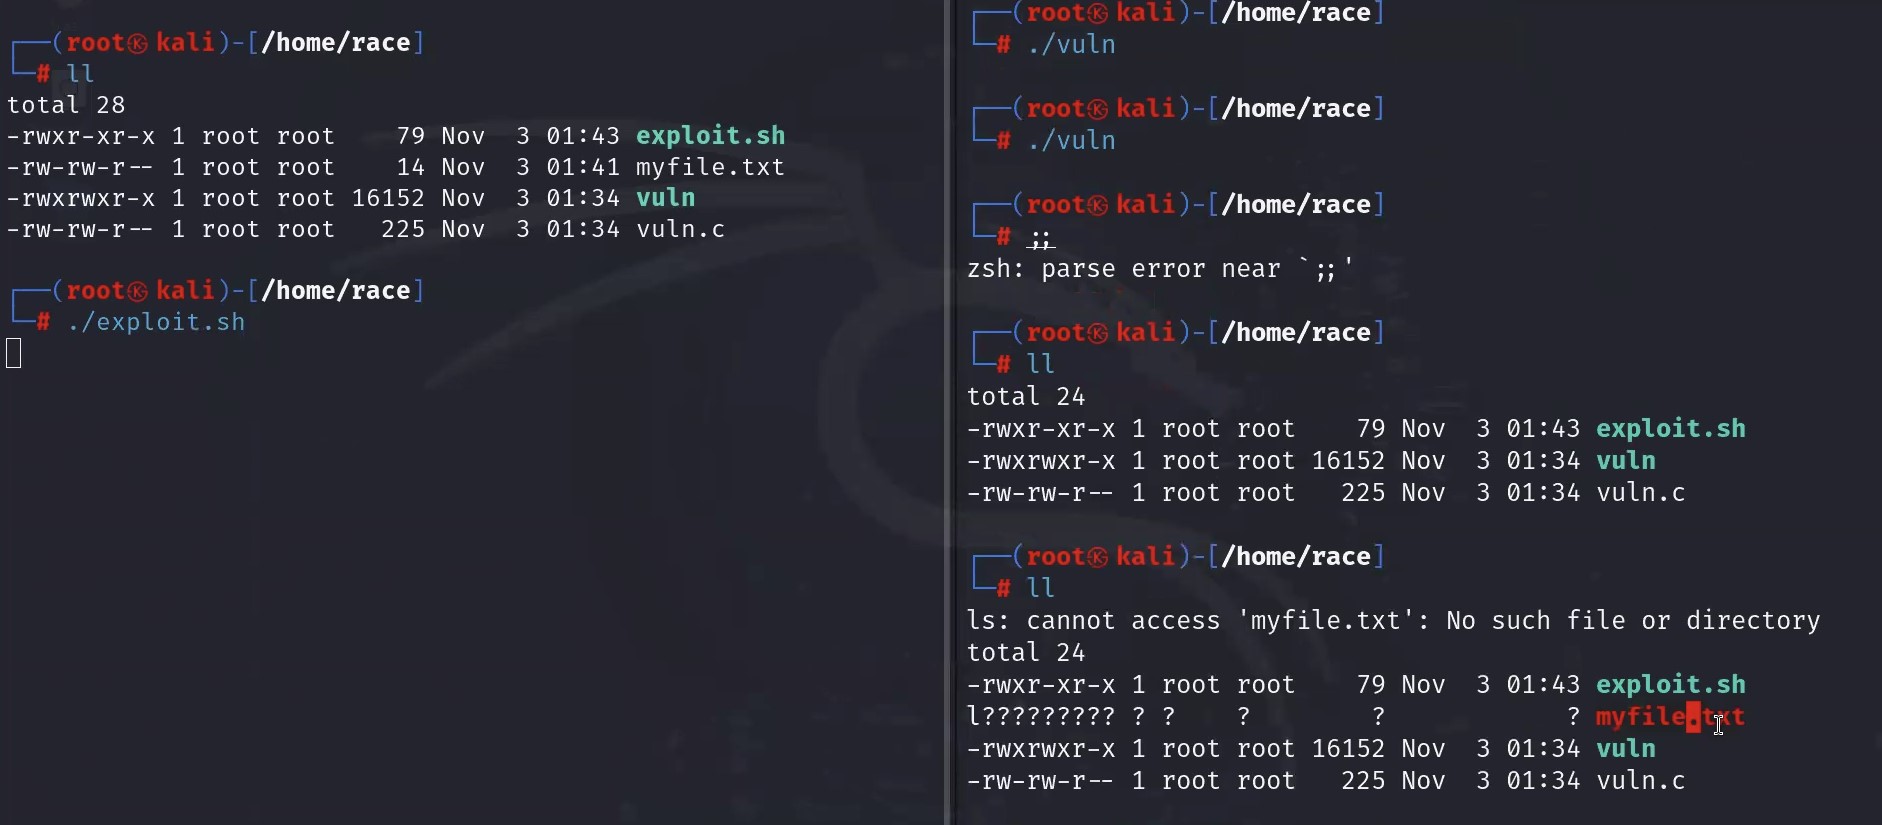 ┌──(root㉿kali)-[/home/race]
└─# ll
total 28
-rwxr-xr-x 1 root root    79 Nov  3 01:43 exploit.sh
-rw-rw-r-- 1 root root    14 Nov  3 01:41 myfile.txt
-rwxrwxr-x 1 root root 16152 Nov  3 01:34 vuln
-rw-rw-r-- 1 root root   225 Nov  3 01:34 vuln.c
┌──(root㉿kali)-[/home/race]
└─# ./exploit.sh
┌──(root㉿kali)-[/home/race]
└─# ./vuln
┌──(root㉿kali)-[/home/race]
└─# ./vuln
┌──(root㉿kali)-[/home/race]
└─# ;;
zsh: parse error near `;;'
┌──(root㉿kali)-[/home/race]
└─# ll
total 24
-rwxr-xr-x 1 root root    79 Nov  3 01:43 exploit.sh
-rwxrwxr-x 1 root root 16152 Nov  3 01:34 vuln
-rw-rw-r-- 1 root root   225 Nov  3 01:34 vuln.c
┌──(root㉿kali)-[/home/race]
└─# ll
ls: cannot access 'myfile.txt': No such file or directory
total 24
-rwxr-xr-x 1 root root    79 Nov  3 01:43 exploit.sh
l????????? ? ?    ?        ?            ? myfile.txt
-rwxrwxr-x 1 root root 16152 Nov  3 01:34 vuln
-rw-rw-r-- 1 root root   225 Nov  3 01:34 vuln.c